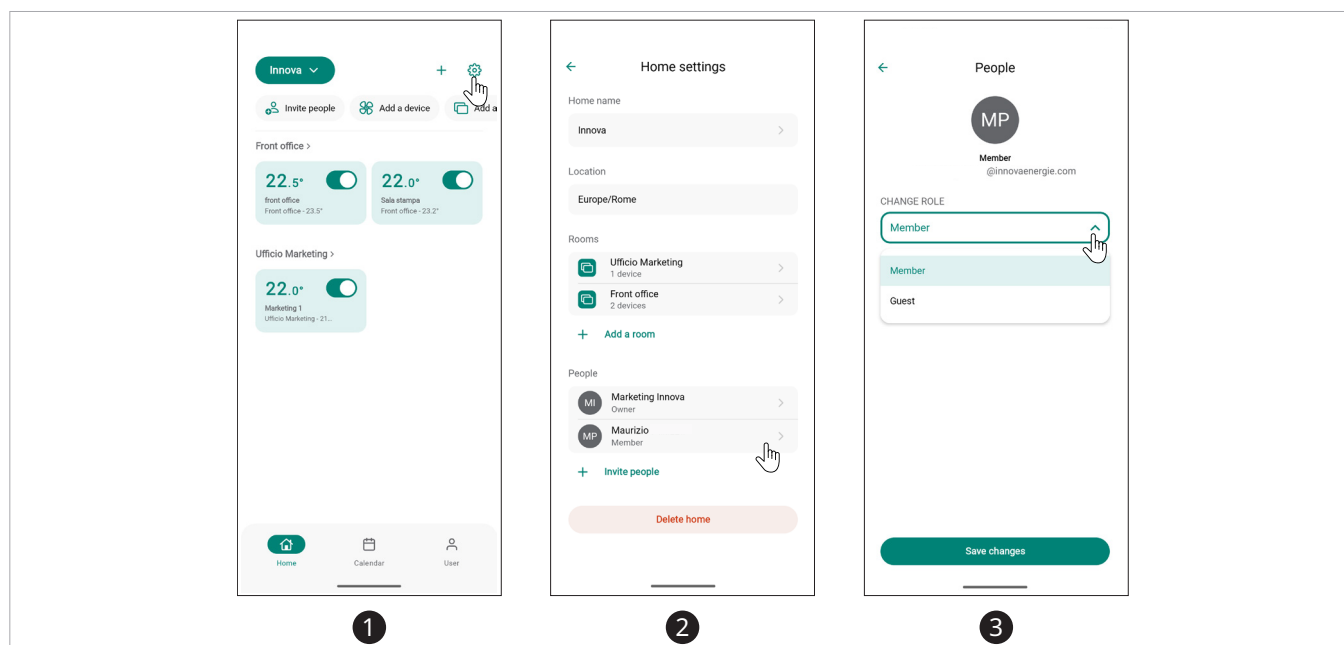 Innova
Invite people
Add a device
Add a
Front office >
22.5°
front office
Front office - 23.5°
22.0°
Sala stampa
Front office - 23.2°
Ufficio Marketing >
22.0°
Marketing 1
Ufficio Marketing - 21...
Home
Calendar
User
1
Home settings
Home name
Innova
Location
Europe/Rome
Rooms
Ufficio Marketing
1 device
Front office
2 devices
+ Add a room
People
MI
Marketing Innova
Owner
MP
Maurizio
Member
+ Invite people
Delete home
2
People
MP
Member
@innovaenergie.com
CHANGE ROLE
Member
Member
Guest
Save changes
3